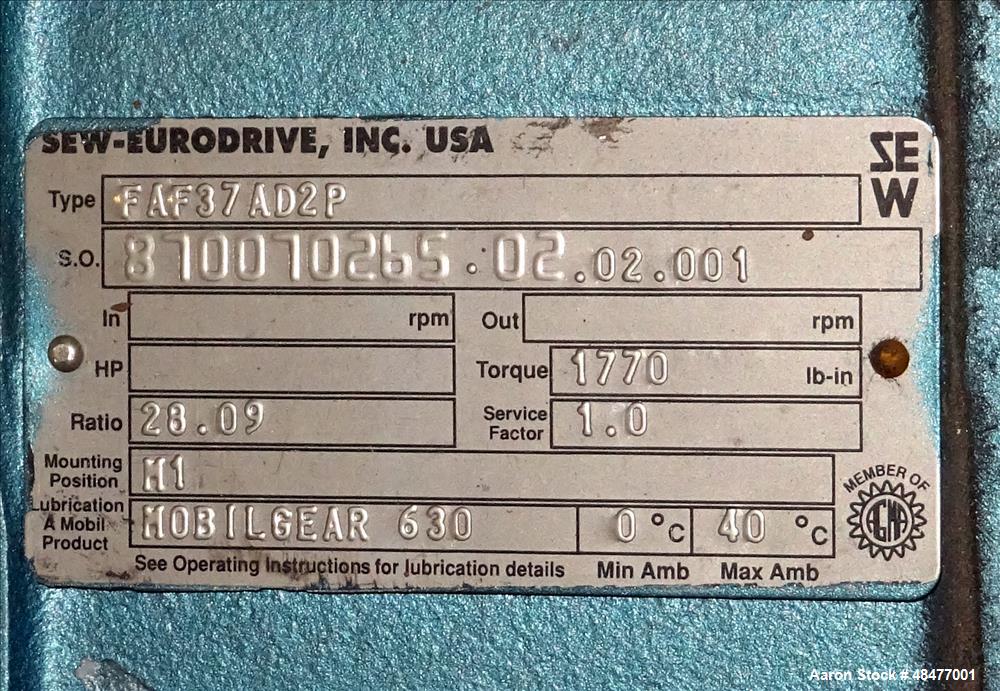 SEW-EURODRIVE, INC. USA
SEW
Type FAF37AD2P
S.O. 870070265.02.02.001
In rpm Out rpm
HP Torque 1770 lb-in
Ratio 28.09 Service Factor 1.0
Mounting Position M1
Lubrication A Mobil Product MOBILGEAR 630 0 °C 40 °C
See Operating Instructions for lubrication details Min Amb Max Amb
MEMBER OF
AGMA
Aaron Stock # 48477001